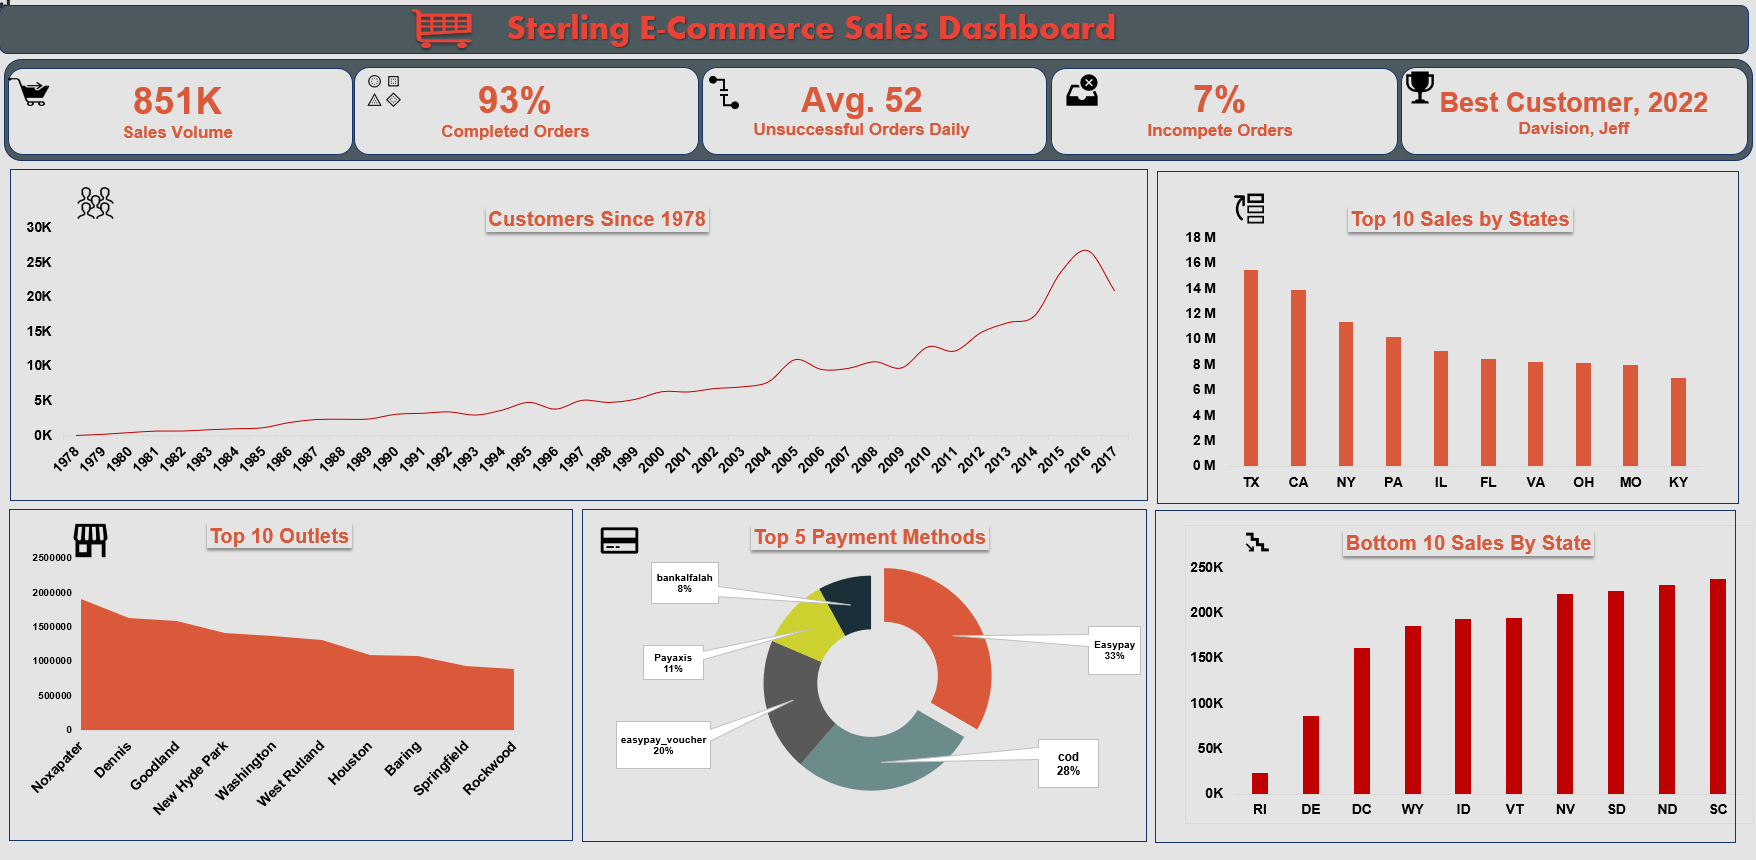 Sterling E-Commerce Sales Dashboard
851K
Sales Volume
93%
Completed Orders
Avg. 52
Unsuccessful Orders Daily
7%
Incompete Orders
Best Customer, 2022
Davision, Jeff
Customers Since 1978
30K
25K
20K
15K
10K
5K
0K
1978 1979 1980 1981 1982 1983 1984 1985 1986 1987 1988 1989 1990 1991 1992 1993 1994 1995 1996 1997 1998 1999 2000 2001 2002 2003 2004 2005 2006 2007 2008 2009 2010 2011 2012 2013 2014 2015 2016 2017
Top 10 Sales by States
18 M
16 M
14 M
12 M
10 M
8 M
6 M
4 M
2 M
0 M
TX CA NY PA IL FL VA OH MO KY
Top 10 Outlets
2500000
2000000
1500000
1000000
500000
0
Noxapater
Dennis
Goodland
New Hyde Park
Washington
West Rutland
Houston
Baring
Springfield
Rockwood
Top 5 Payment Methods
bankalfalah
8%
Payaxis
11%
easypay_voucher
20%
Easypay
33%
cod
28%
Bottom 10 Sales By State
250K
200K
150K
100K
50K
0K
RI DE DC WY ID VT NV SD ND SC